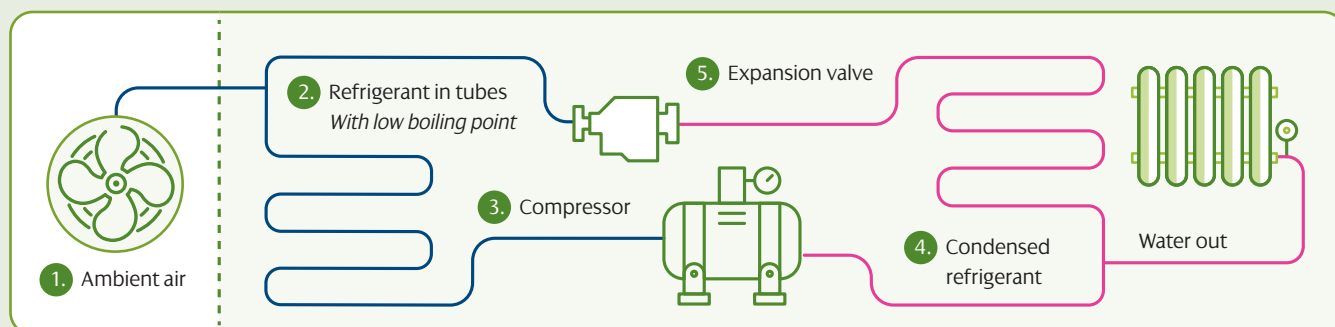 1. Ambient air
2. Refrigerant in tubes
With low boiling point
3. Compressor
4. Condensed
refrigerant
5. Expansion valve
Water out